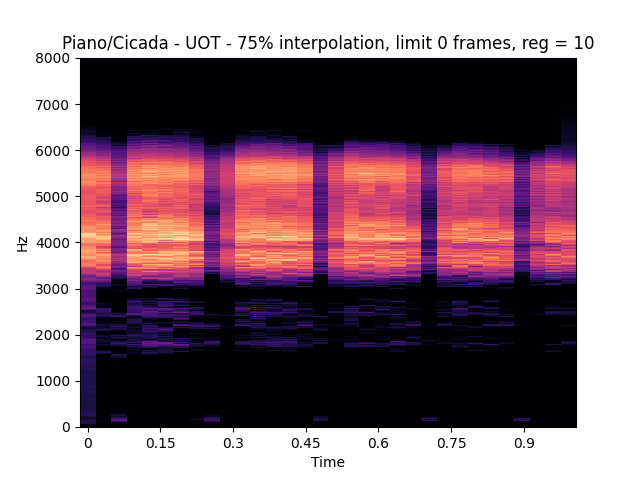 Piano/Cicada - UOT - 75% interpolation, limit 0 frames, reg = 10
8000
7000
6000
5000
4000
3000
2000
1000
0
Hz
0 0.15 0.3 0.45 0.6 0.75 0.9
Time